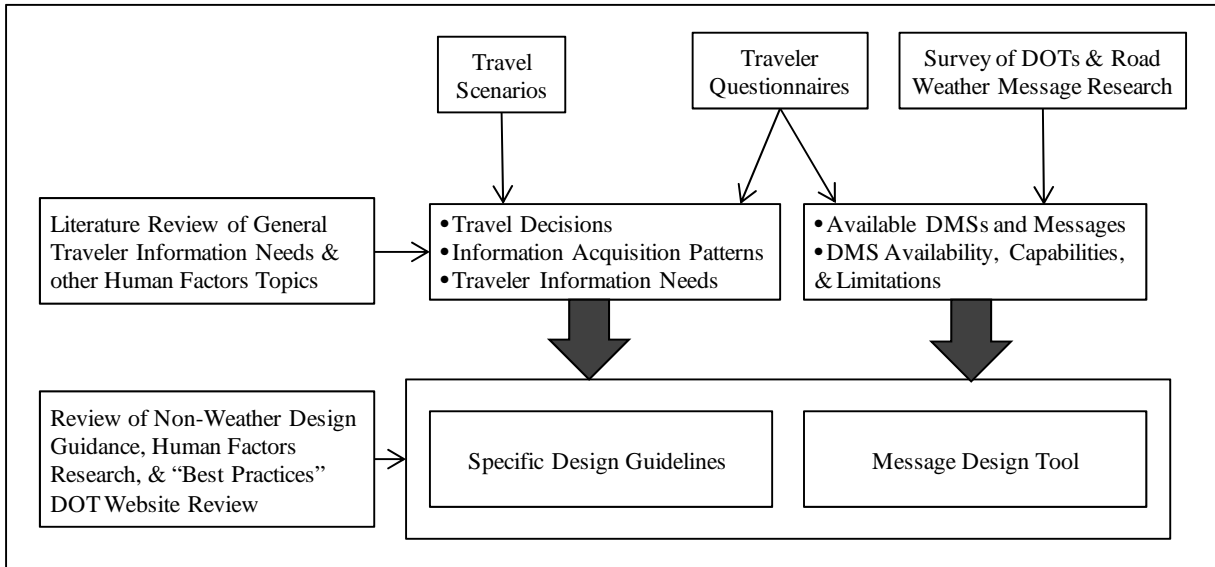 Travel
Scenarios
Traveler
Questionnaires
Survey of DOTs & Road
Weather Message Research
Literature Review of General
Traveler Information Needs &
other Human Factors Topics
•Travel Decisions
•Information Acquisition Patterns
•Traveler Information Needs
•Available DMSs and Messages
•DMS Availability, Capabilities,
& Limitations
Review of Non-Weather Design
Guidance, Human Factors
Research, & “Best Practices”
DOT Website Review
Specific Design Guidelines
Message Design Tool